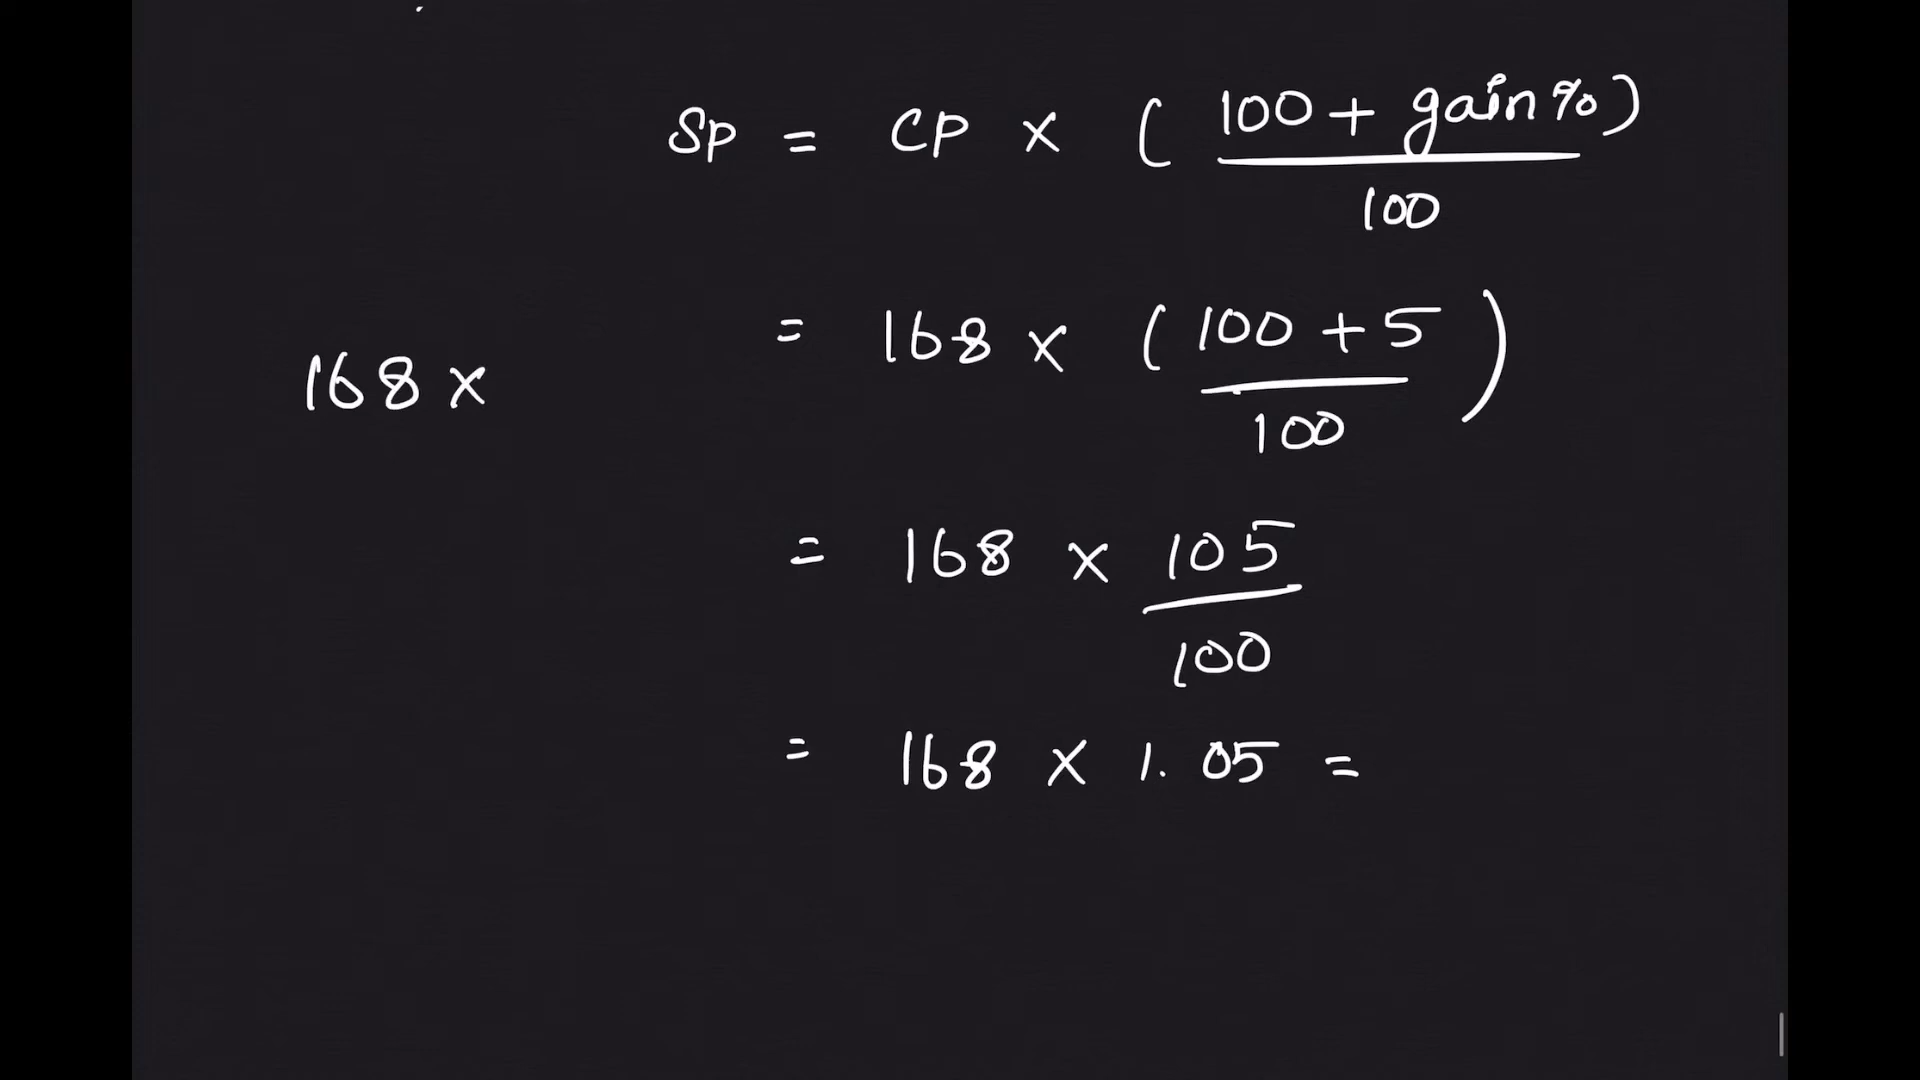 SP = CP × (100 + gain%)
100
= 168 × (100 + 5)
100
168 ×
= 168 × 105
100
= 168 × 1.05 =